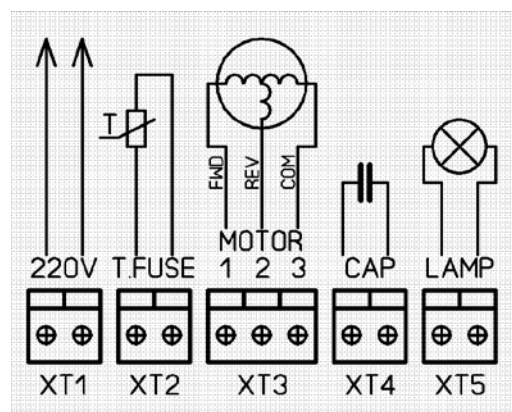 T
FWD REV COM
MOTOR
220V T.FUSE 1 2 3 CAP LAMP
XT1 XT2 XT3 XT4 XT5